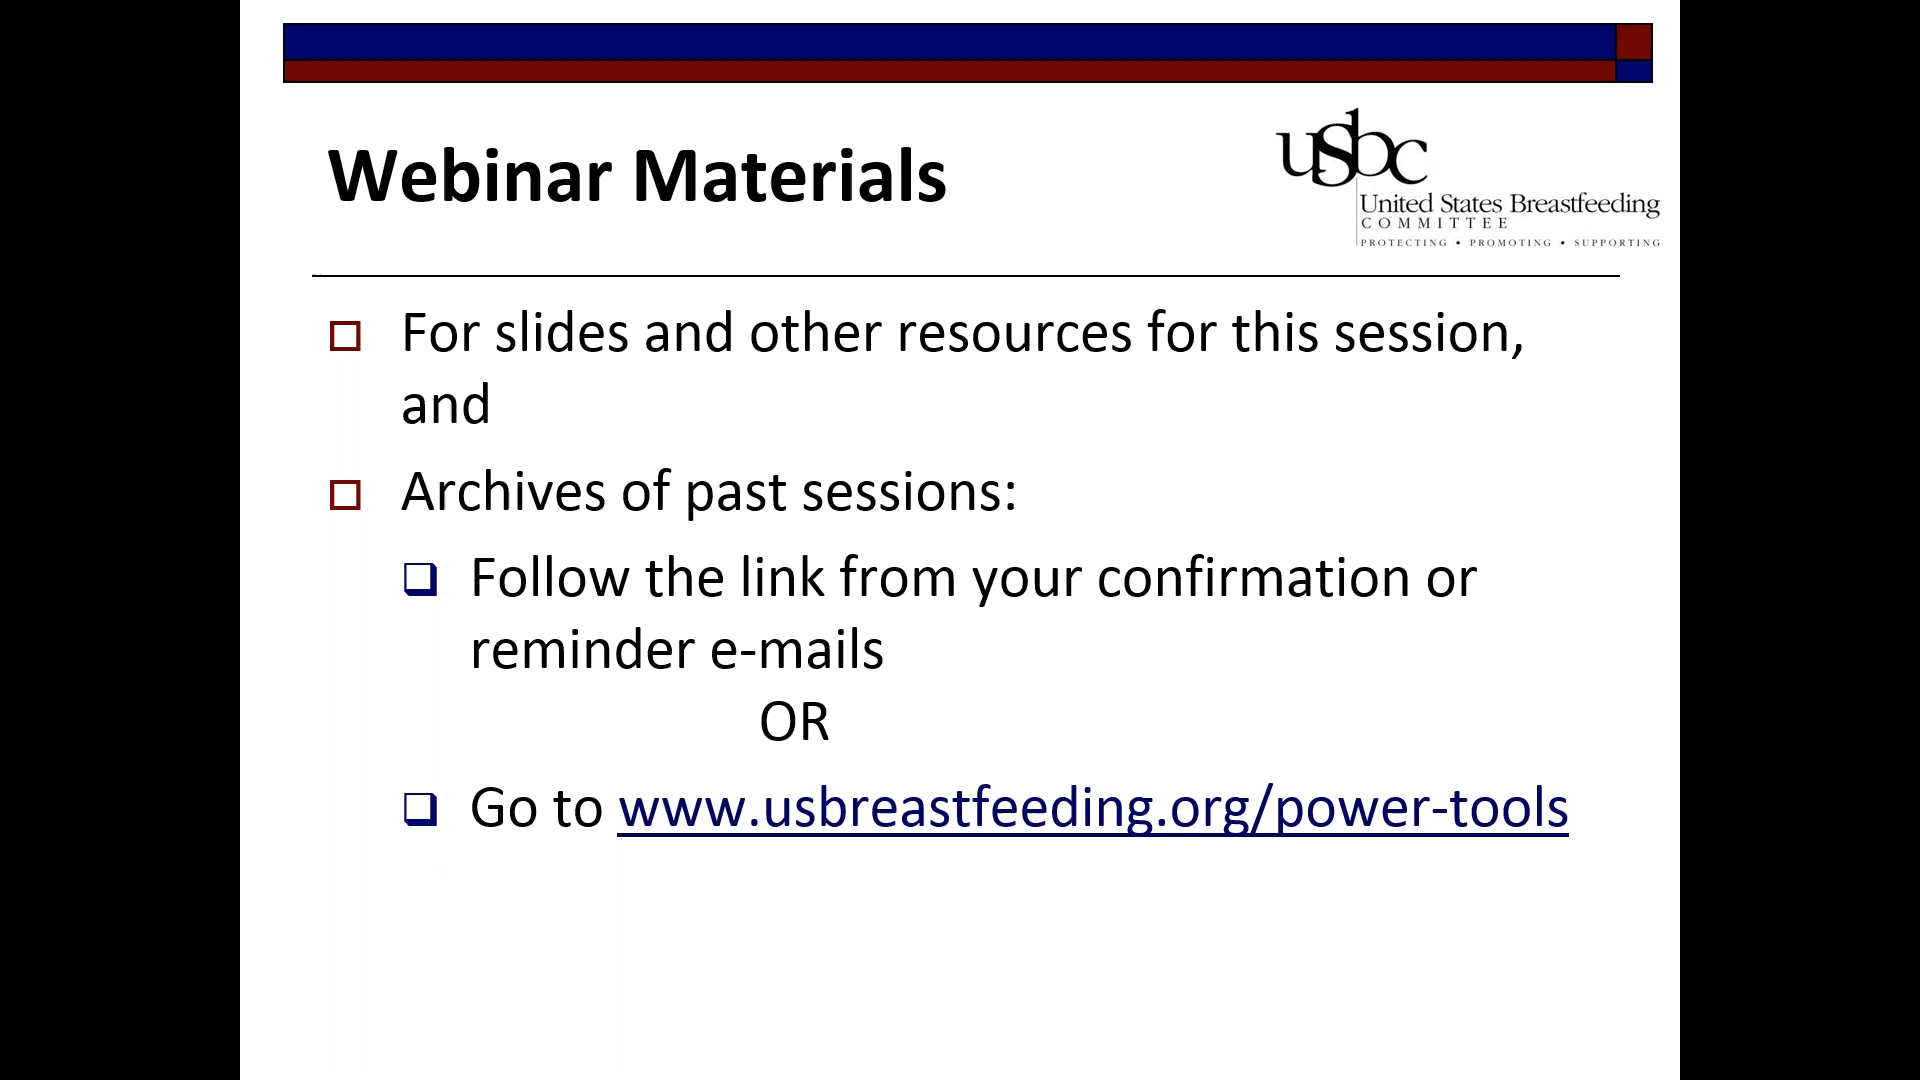 Webinar Materials
usbc
United States Breastfeeding
COMMITTEE
PROTECTING • PROMOTING • SUPPORTING
For slides and other resources for this session,
and
Archives of past sessions:
Follow the link from your confirmation or
reminder e-mails
OR
Go to www.usbreastfeeding.org/power-tools